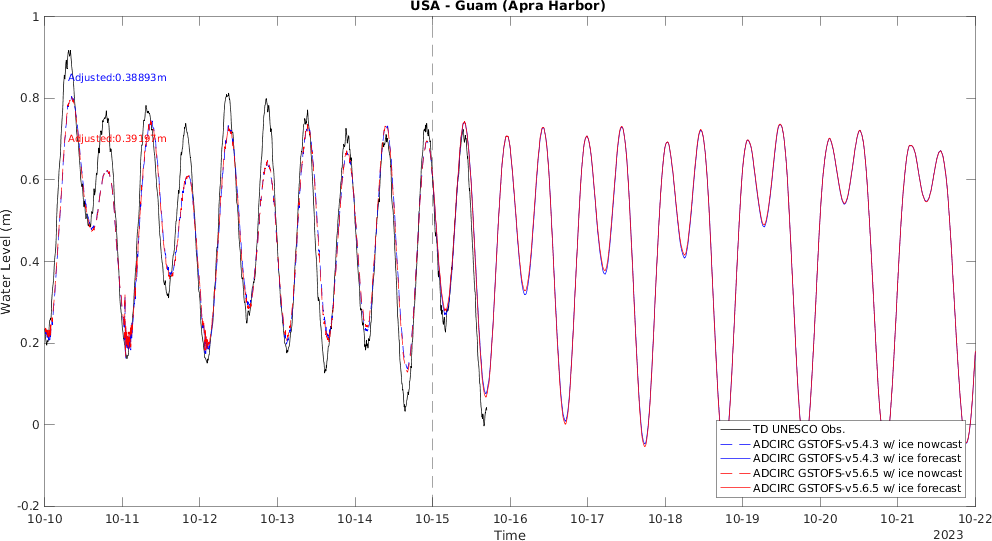 USA - Guam (Apra Harbor)
1
0.8
0.6
0.4
0.2
0
-0.2
Water Level (m)
Adjusted:0.38893m
TD UNESCO Obs.
ADCIRC GSTOFS-v5.4.3 w/ ice nowcast
ADCIRC GSTOFS-v5.4.3 w/ ice forecast
ADCIRC GSTOFS-v5.6.5 w/ ice nowcast
ADCIRC GSTOFS-v5.6.5 w/ ice forecast
10-10 10-11 10-12 10-13 10-14 10-15 10-16 10-17 10-18 10-19 10-20 10-21 10-22
Time
2023